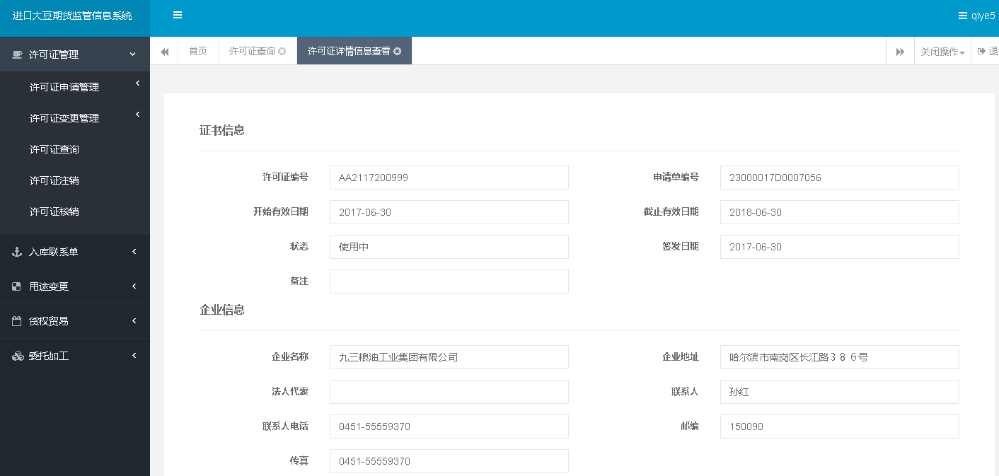 进口大豆期货监管信息系统
qiye5
许可证管理
许可证申请管理
许可证变更管理
许可证查询
许可证注销
许可证核销
入库联系单
用途变更
货权贸易
委托加工
首页 许可证查询 许可证详情信息查看 关闭操作 退
证书信息
许可证编号 AA2117200999 申请单编号 23000017D0007056
开始有效日期 2017-06-30 截止有效日期 2018-06-30
状态 使用中 签发日期 2017-06-30
备注
企业信息
企业名称 九三粮油工业集团有限公司 企业地址 哈尔滨市南岗区长江路３８６号
法人代表 联系人 孙红
联系人电话 0451-55559370 邮编 150090
传真 0451-55559370